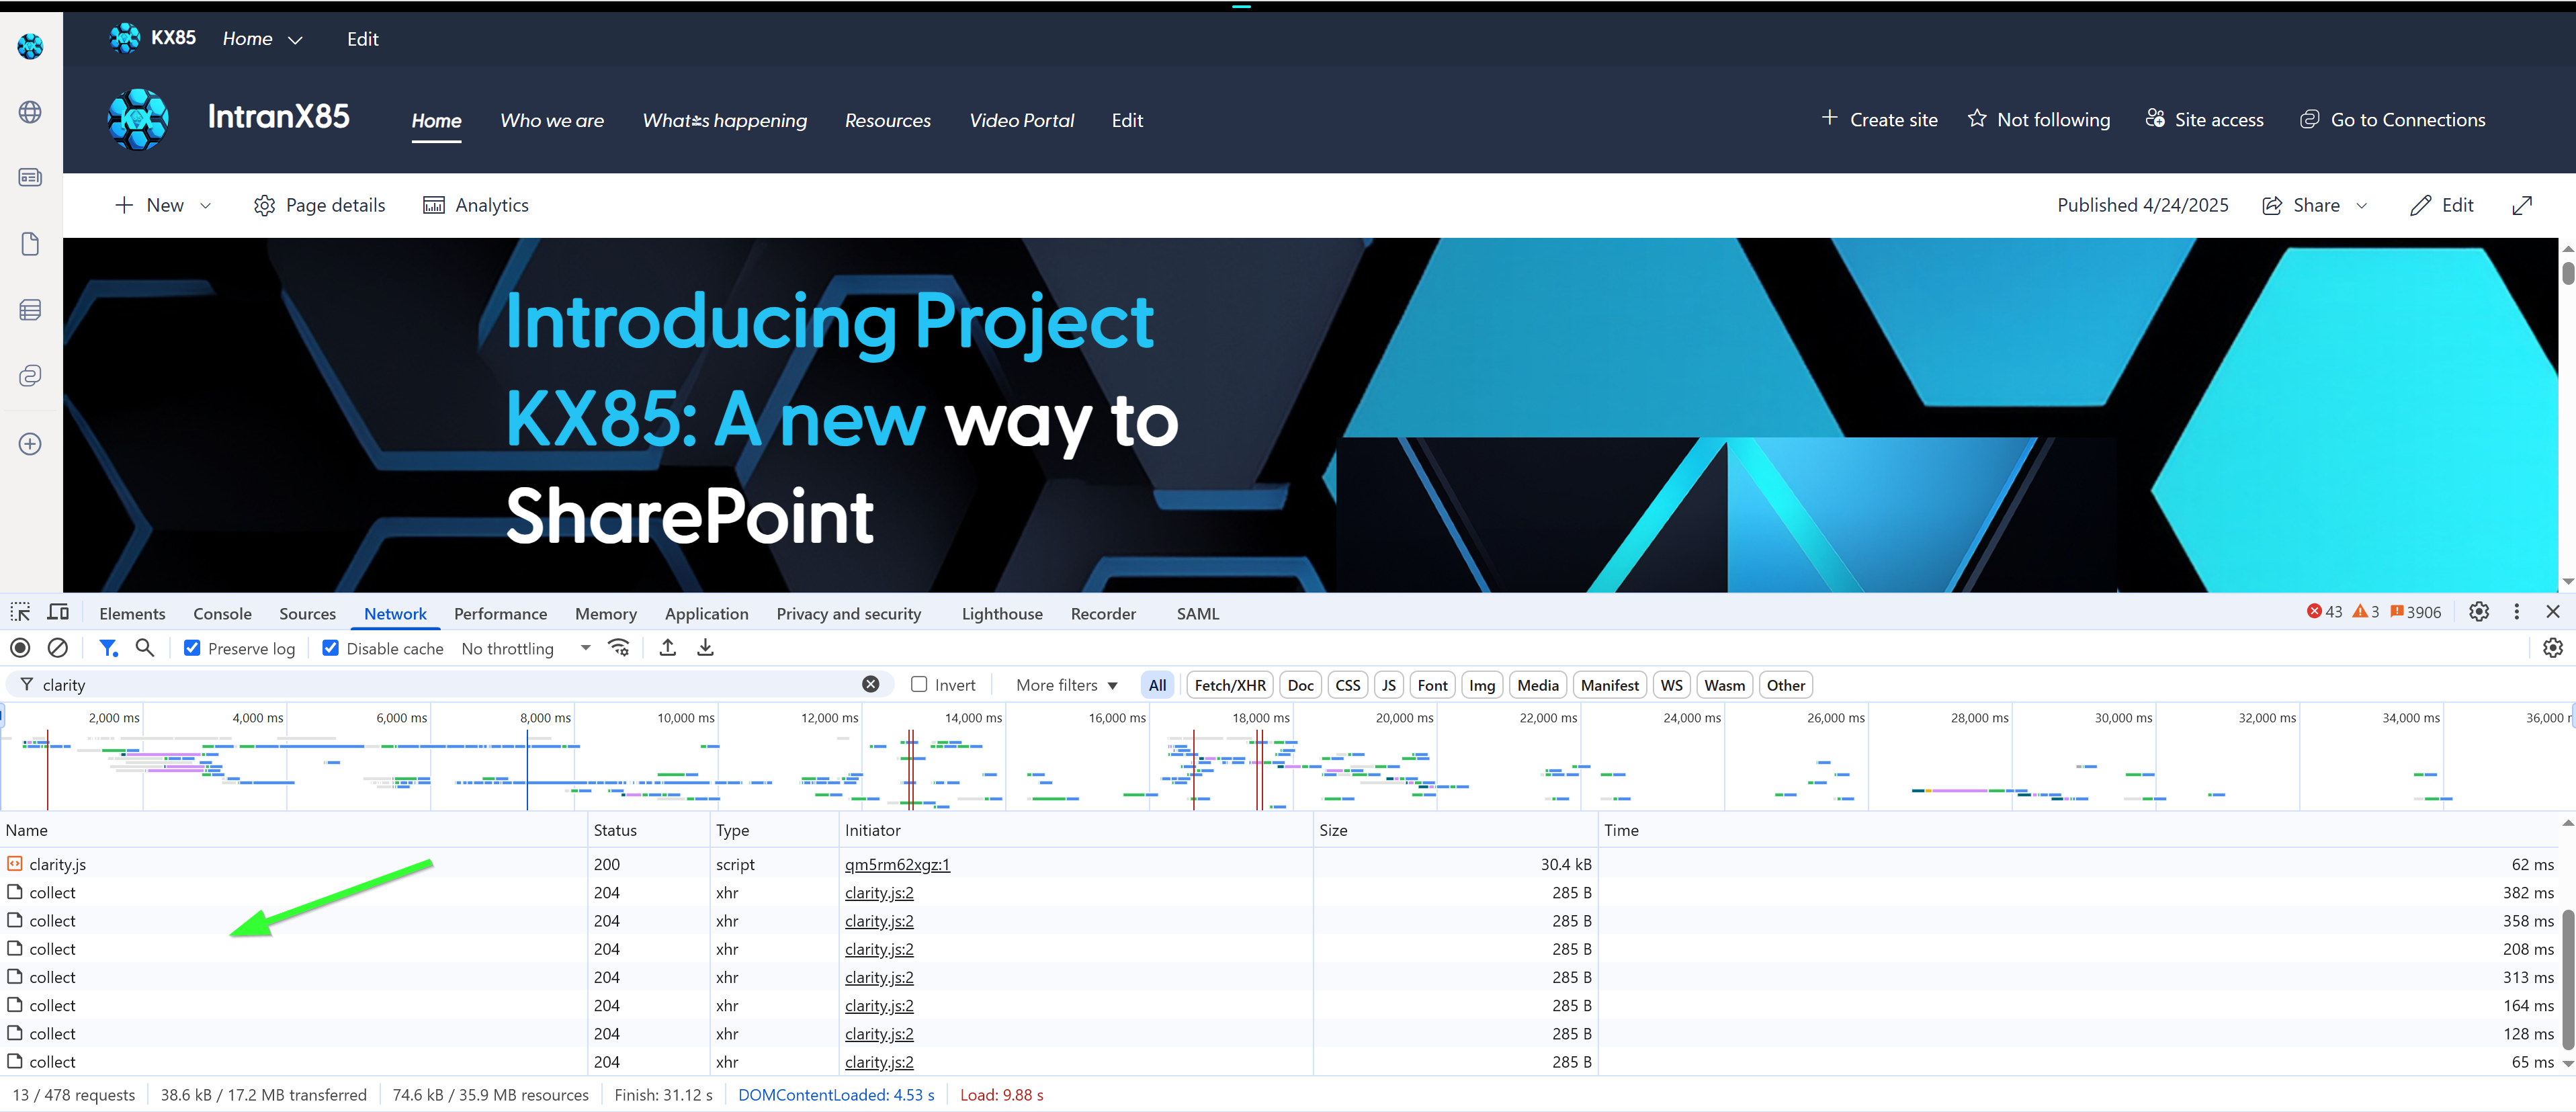 KX85 Home Edit
IntranX85 Home Who we are What's happening Resources Video Portal Edit Create site Not following Site access Go to Connections
New Page details Analytics Published 4/24/2025 Share Edit
Introducing Project
KX85: A new way to
SharePoint
Elements Console Sources Network Performance Memory Application Privacy and security Lighthouse Recorder SAML 43 3 3906
Preserve log Disable cache No throttling
clarity Invert More filters All Fetch/XHR Doc CSS JS Font Img Media Manifest WS Wasm Other
2,000 ms 4,000 ms 6,000 ms 8,000 ms 10,000 ms 12,000 ms 14,000 ms 16,000 ms 18,000 ms 20,000 ms 22,000 ms 24,000 ms 26,000 ms 28,000 ms 30,000 ms 32,000 ms 34,000 ms 36,000
Name Status Type Initiator Size Time
clarity.js 200 script qm5rm62xgz:1 30.4 kB 62 ms
collect 204 xhr clarity.js:2 285 B 382 ms
collect 204 xhr clarity.js:2 285 B 358 ms
collect 204 xhr clarity.js:2 285 B 208 ms
collect 204 xhr clarity.js:2 285 B 313 ms
collect 204 xhr clarity.js:2 285 B 164 ms
collect 204 xhr clarity.js:2 285 B 128 ms
collect 204 xhr clarity.js:2 285 B 65 ms
13 / 478 requests 38.6 kB / 17.2 MB transferred 74.6 kB / 35.9 MB resources Finish: 31.12 s DOMContentLoaded: 4.53 s Load: 9.88 s